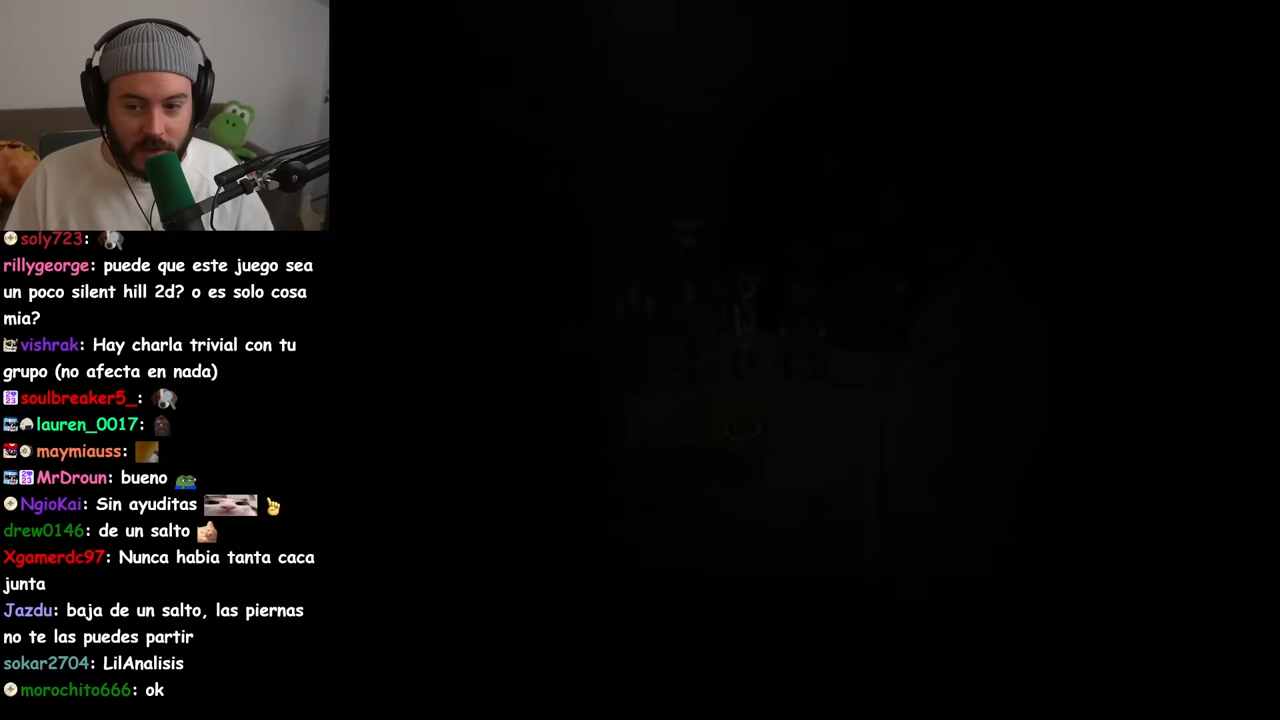 soly723:
rillygeorge: puede que este juego sea
un poco silent hill 2d? o es solo cosa
mia?
vishrak: Hay charla trivial con tu
grupo (no afecta en nada)
soulbreaker5_:
lauren_0017:
maymiauss:
MrDroun: bueno
NgioKai: Sin ayuditas
drew0146: de un salto
Xgamerdc97: Nunca habia tanta caca
junta
Jazdu: baja de un salto, las piernas
no te las puedes partir
sokar2704: LilAnalisis
morochito666: ok